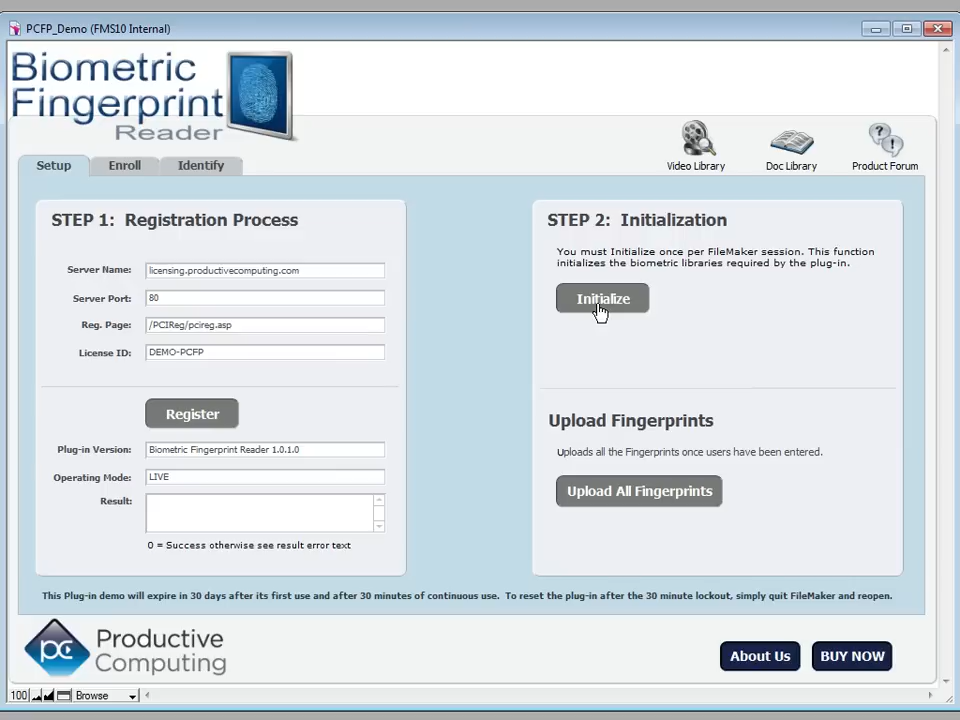 PCFP_Demo (FMS10 Internal)
Biometric
Fingerprint
Reader
Video Library
Doc Library
Product Forum
Setup
Enroll
Identify
STEP 1: Registration Process
Server Name: licensing.productivecomputing.com
Server Port: 80
Reg. Page: /PCIReg/pcireg.asp
License ID: DEMO-PCFP
Register
Plug-in Version: Biometric Fingerprint Reader 1.0.1.0
Operating Mode: LIVE
Result:
0 = Success otherwise see result error text
STEP 2: Initialization
You must Initialize once per FileMaker session. This function
initializes the biometric libraries required by the plug-in.
Initialize
Upload Fingerprints
Uploads all the Fingerprints once users have been entered.
Upload All Fingerprints
This Plug-in demo will expire in 30 days after its first use and after 30 minutes of continuous use. To reset the plug-in after the 30 minute lockout, simply quit FileMaker and reopen.
pc
Productive
Computing
About Us
BUY NOW
100
Browse